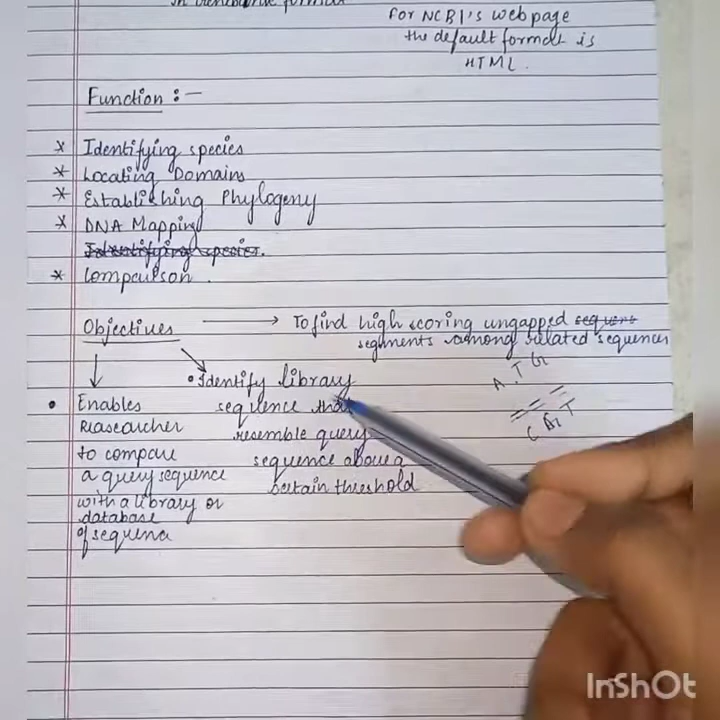 For NCBI's web page
the default format is
HTML.
Function :-
* Identifying species
* Locating Domains
* Establishing Phylogeny
* DNA Mapping
Identifying species.
* Comparison.
Objectives → To find high scoring ungapped sequens
segments among related sequences
• Enables
Reasearcher
to compare
a query sequence
with a library or
database
of sequence
• Identify library
sequence that
resemble query
sequence above a
certain threshold
A T G
C G T
InShOt